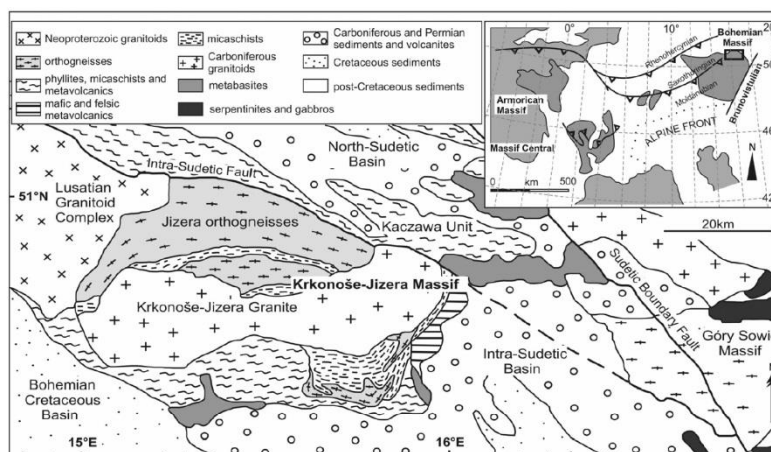 Neoproterozoic granitoids
orthogneisses
phyllites, micaschists and
metavolcanics
mafic and felsic
metavolcanics
micaschists
Carboniferous
granitoids
metabasites
serpentinites and gabbros
Carboniferous and Permian
sediments and volcanites
Cretaceous sediments
post-Cretaceous sediments
0°
10°
Bohemian
Massif
Rhenohercynian
Saxothuringian
Moldanubian
50
Brunovistulian
Armorican
Massif
Massif Central
ALPINE FRONT
N
0 km 500
42
North-Sudetic
Basin
Intra-Sudetic Fault
51°N
Lusatian
Granitoid
Complex
Jizera orthogneisses
Kaczawa Unit
20km
Krkonoše-Jizera Massif
Krkonoše-Jizera Granite
Sudetic Boundary Fault
Góry Sowie
Massif
Intra-Sudetic
Basin
Bohemian
Cretaceous
Basin
15°E
16°E